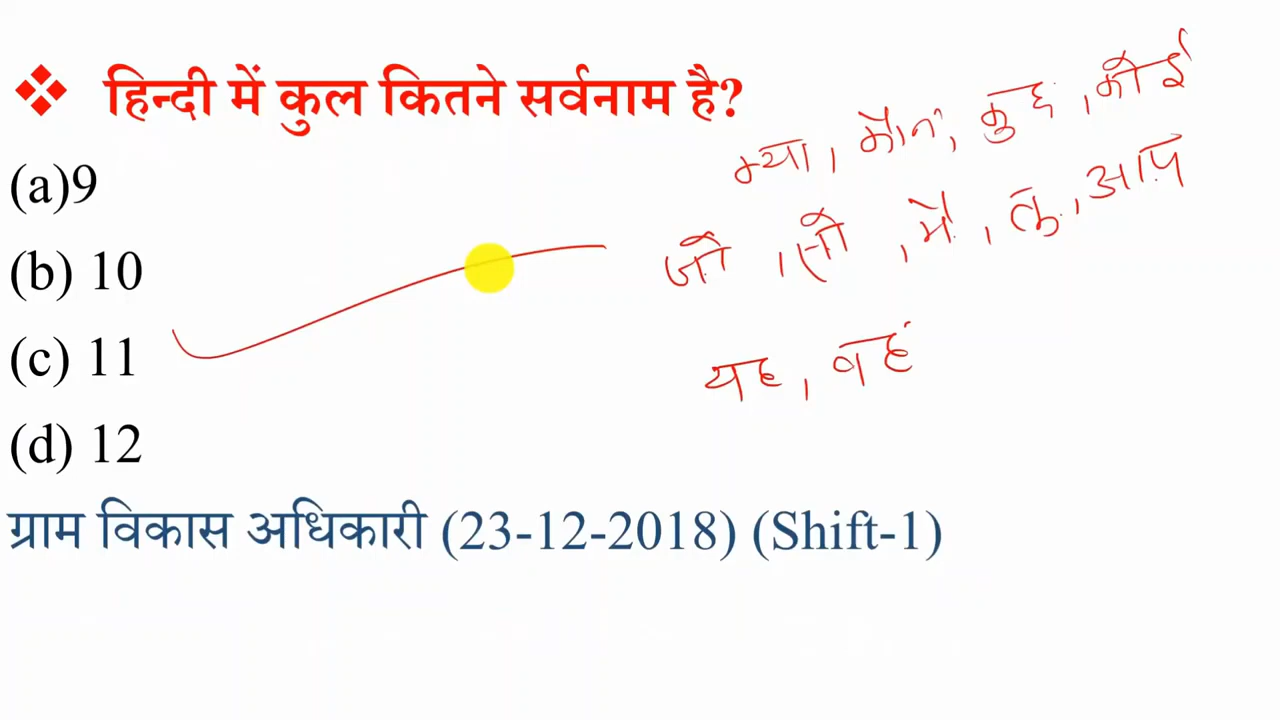 ❖ हिन्दी में कुल कितने सर्वनाम है?
(a)9
(b) 10
(c) 11
(d) 12
क्या, कौन, कुछ, कोई
जो, सो, मैं, तू, आप
यह, वह
ग्राम विकास अधिकारी (23-12-2018) (Shift-1)